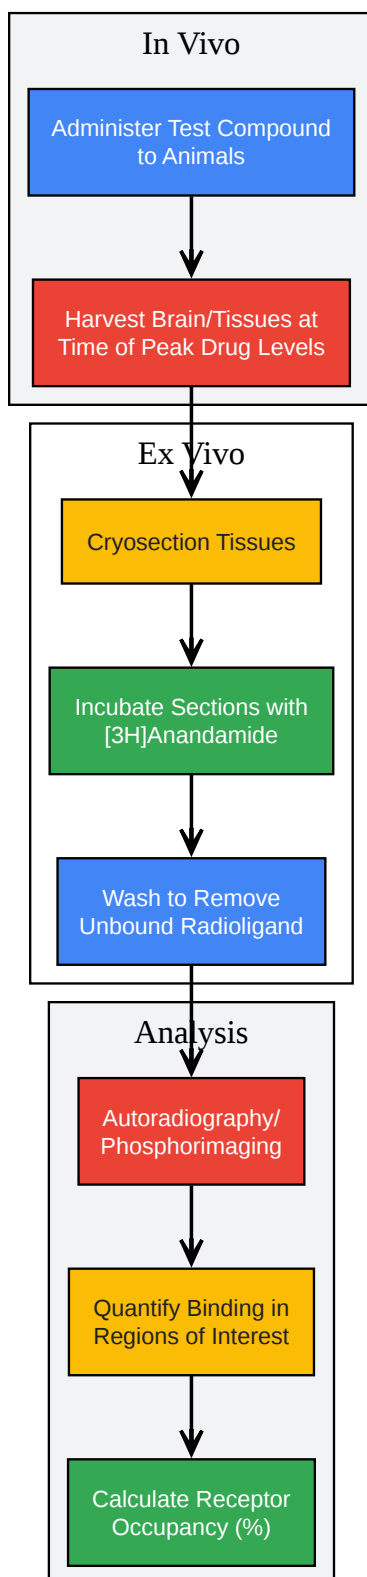 In Vivo
Administer Test Compound
to Animals
Harvest Brain/Tissues at
Time of Peak Drug Levels
Ex Vivo
Cryosection Tissues
Incubate Sections with
[3H]Anandamide
Wash to Remove
Unbound Radioligand
Analysis
Autoradiography/
Phosphorimaging
Quantify Binding in
Regions of Interest
Calculate Receptor
Occupancy (%)